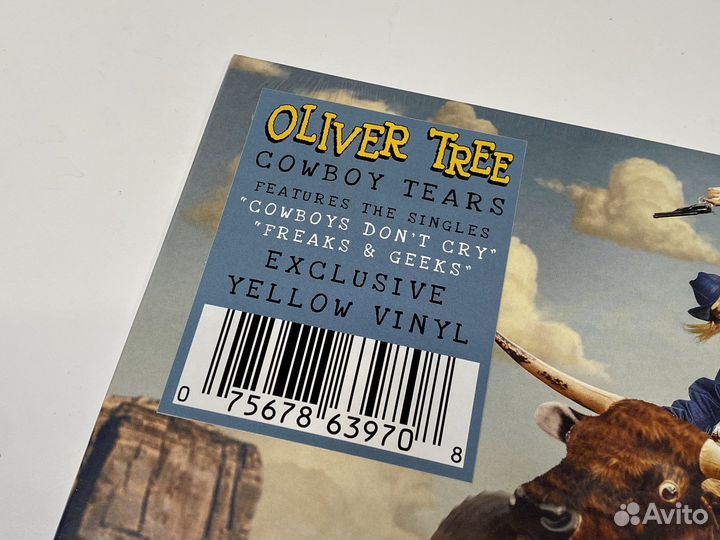 OLIVER TREE
COWBOY TEARS
FEATURES THE SINGLES
"COWBOYS DON'T CRY"
"FREAKS & GEEKS"
EXCLUSIVE
YELLOW VINYL
0 75678 63970 8
Avito